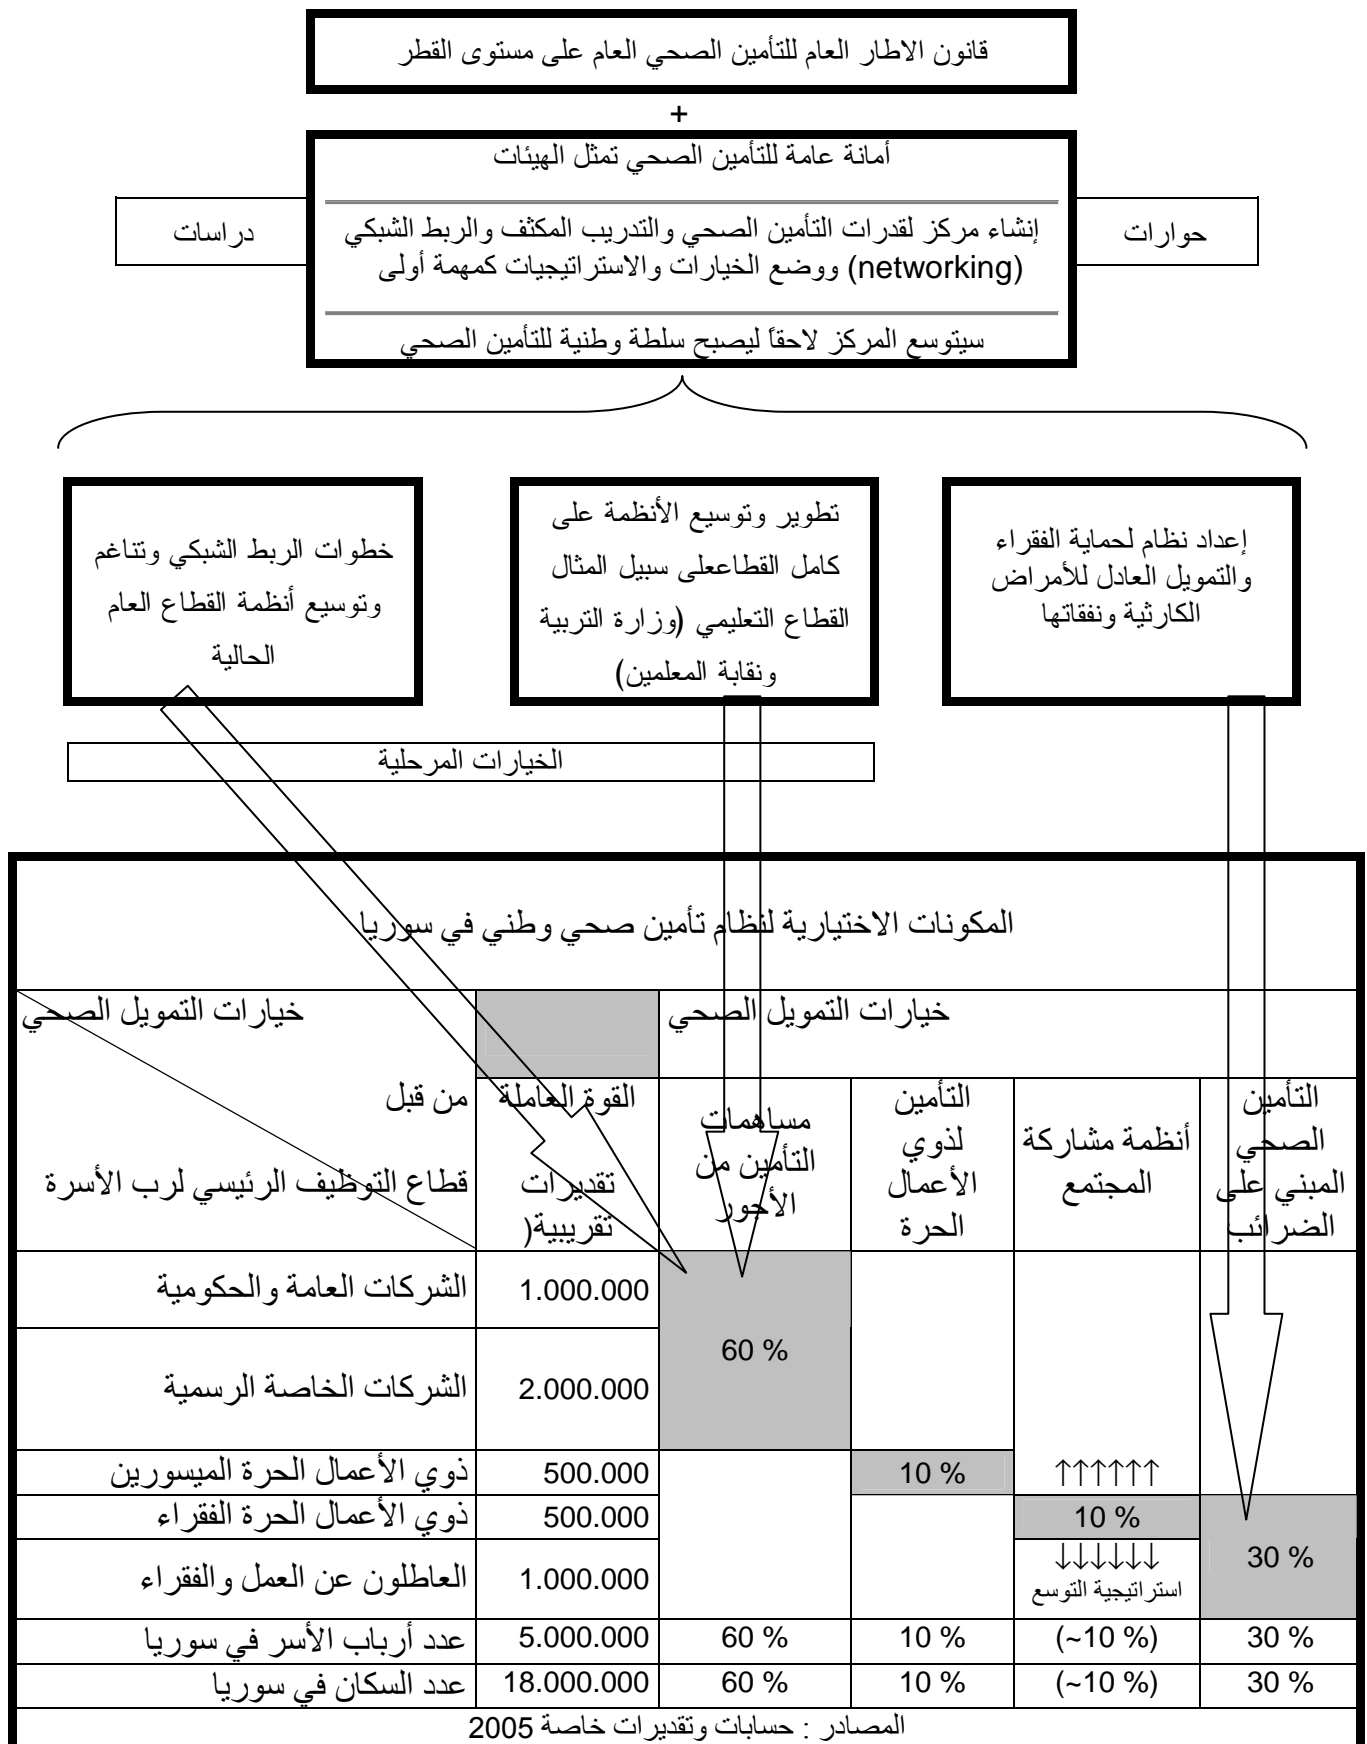 قانون الاطار العام للتأمين الصحي العام على مستوى القطر
+
أمانة عامة للتأمين الصحي تمثل الهيئات
حوارات
إنشاء مركز لقدرات التأمين الصحي والتدريب المكثف والربط الشبكي
(networking) ووضع الخيارات والاستراتيجيات كمهمة أولى
دراسات
سيتوسع المركز لاحقاً ليصبح سلطة وطنية للتأمين الصحي
إعداد نظام لحماية الفقراء
والتمويل العادل للأمراض
الكارثية ونفقاتها
تطوير وتوسيع الأنظمة على
كامل القطاععلى سبيل المثال
القطاع التعليمي (وزارة التربية
ونقابة المعلمين)
خطوات الربط الشبكي وتناغم
وتوسيع أنظمة القطاع العام
الحالية
الخيارات المرحلية
المكونات الاختيارية لنظام تأمين صحي وطني في سوريا
خيارات التمويل الصحي
خيارات التمويل الصحي
التأمين
الصحي
المبني على
الضرائب
أنظمة مشاركة
المجتمع
التأمين
لذوي
الأعمال
الحرة
مساهمات
التأمين من
الأجور
القوة العاملة
تقديرات
تقريبية(
من قبل
قطاع التوظيف الرئيسي لرب الأسرة
1.000.000 الشركات العامة والحكومية
60 %
2.000.000 الشركات الخاصة الرسمية
↑↑↑↑↑↑ 10 % 500.000 ذوي الأعمال الحرة الميسورين
10 % 500.000 ذوي الأعمال الحرة الفقراء
30 %
↓↓↓↓↓↓
استراتيجية التوسع
1.000.000 العاطلون عن العمل والفقراء
30 % (~10 %) 10 % 60 % 5.000.000 عدد أرباب الأسر في سوريا
30 % (~10 %) 10 % 60 % 18.000.000 عدد السكان في سوريا
المصادر : حسابات وتقديرات خاصة 2005